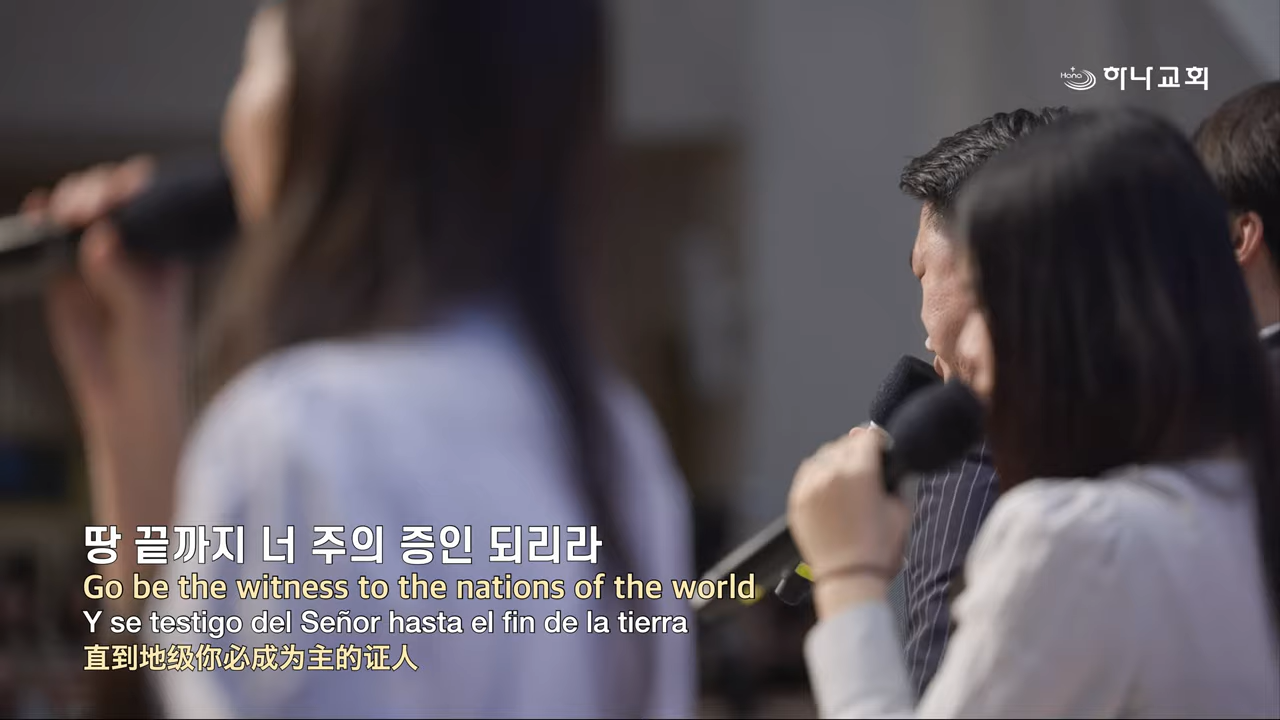 Hana 하나교회
땅 끝까지 너 주의 증인 되리라
Go be the witness to the nations of the world
Y se testigo del Señor hasta el fin de la tierra
直到地级你必成为主的证人